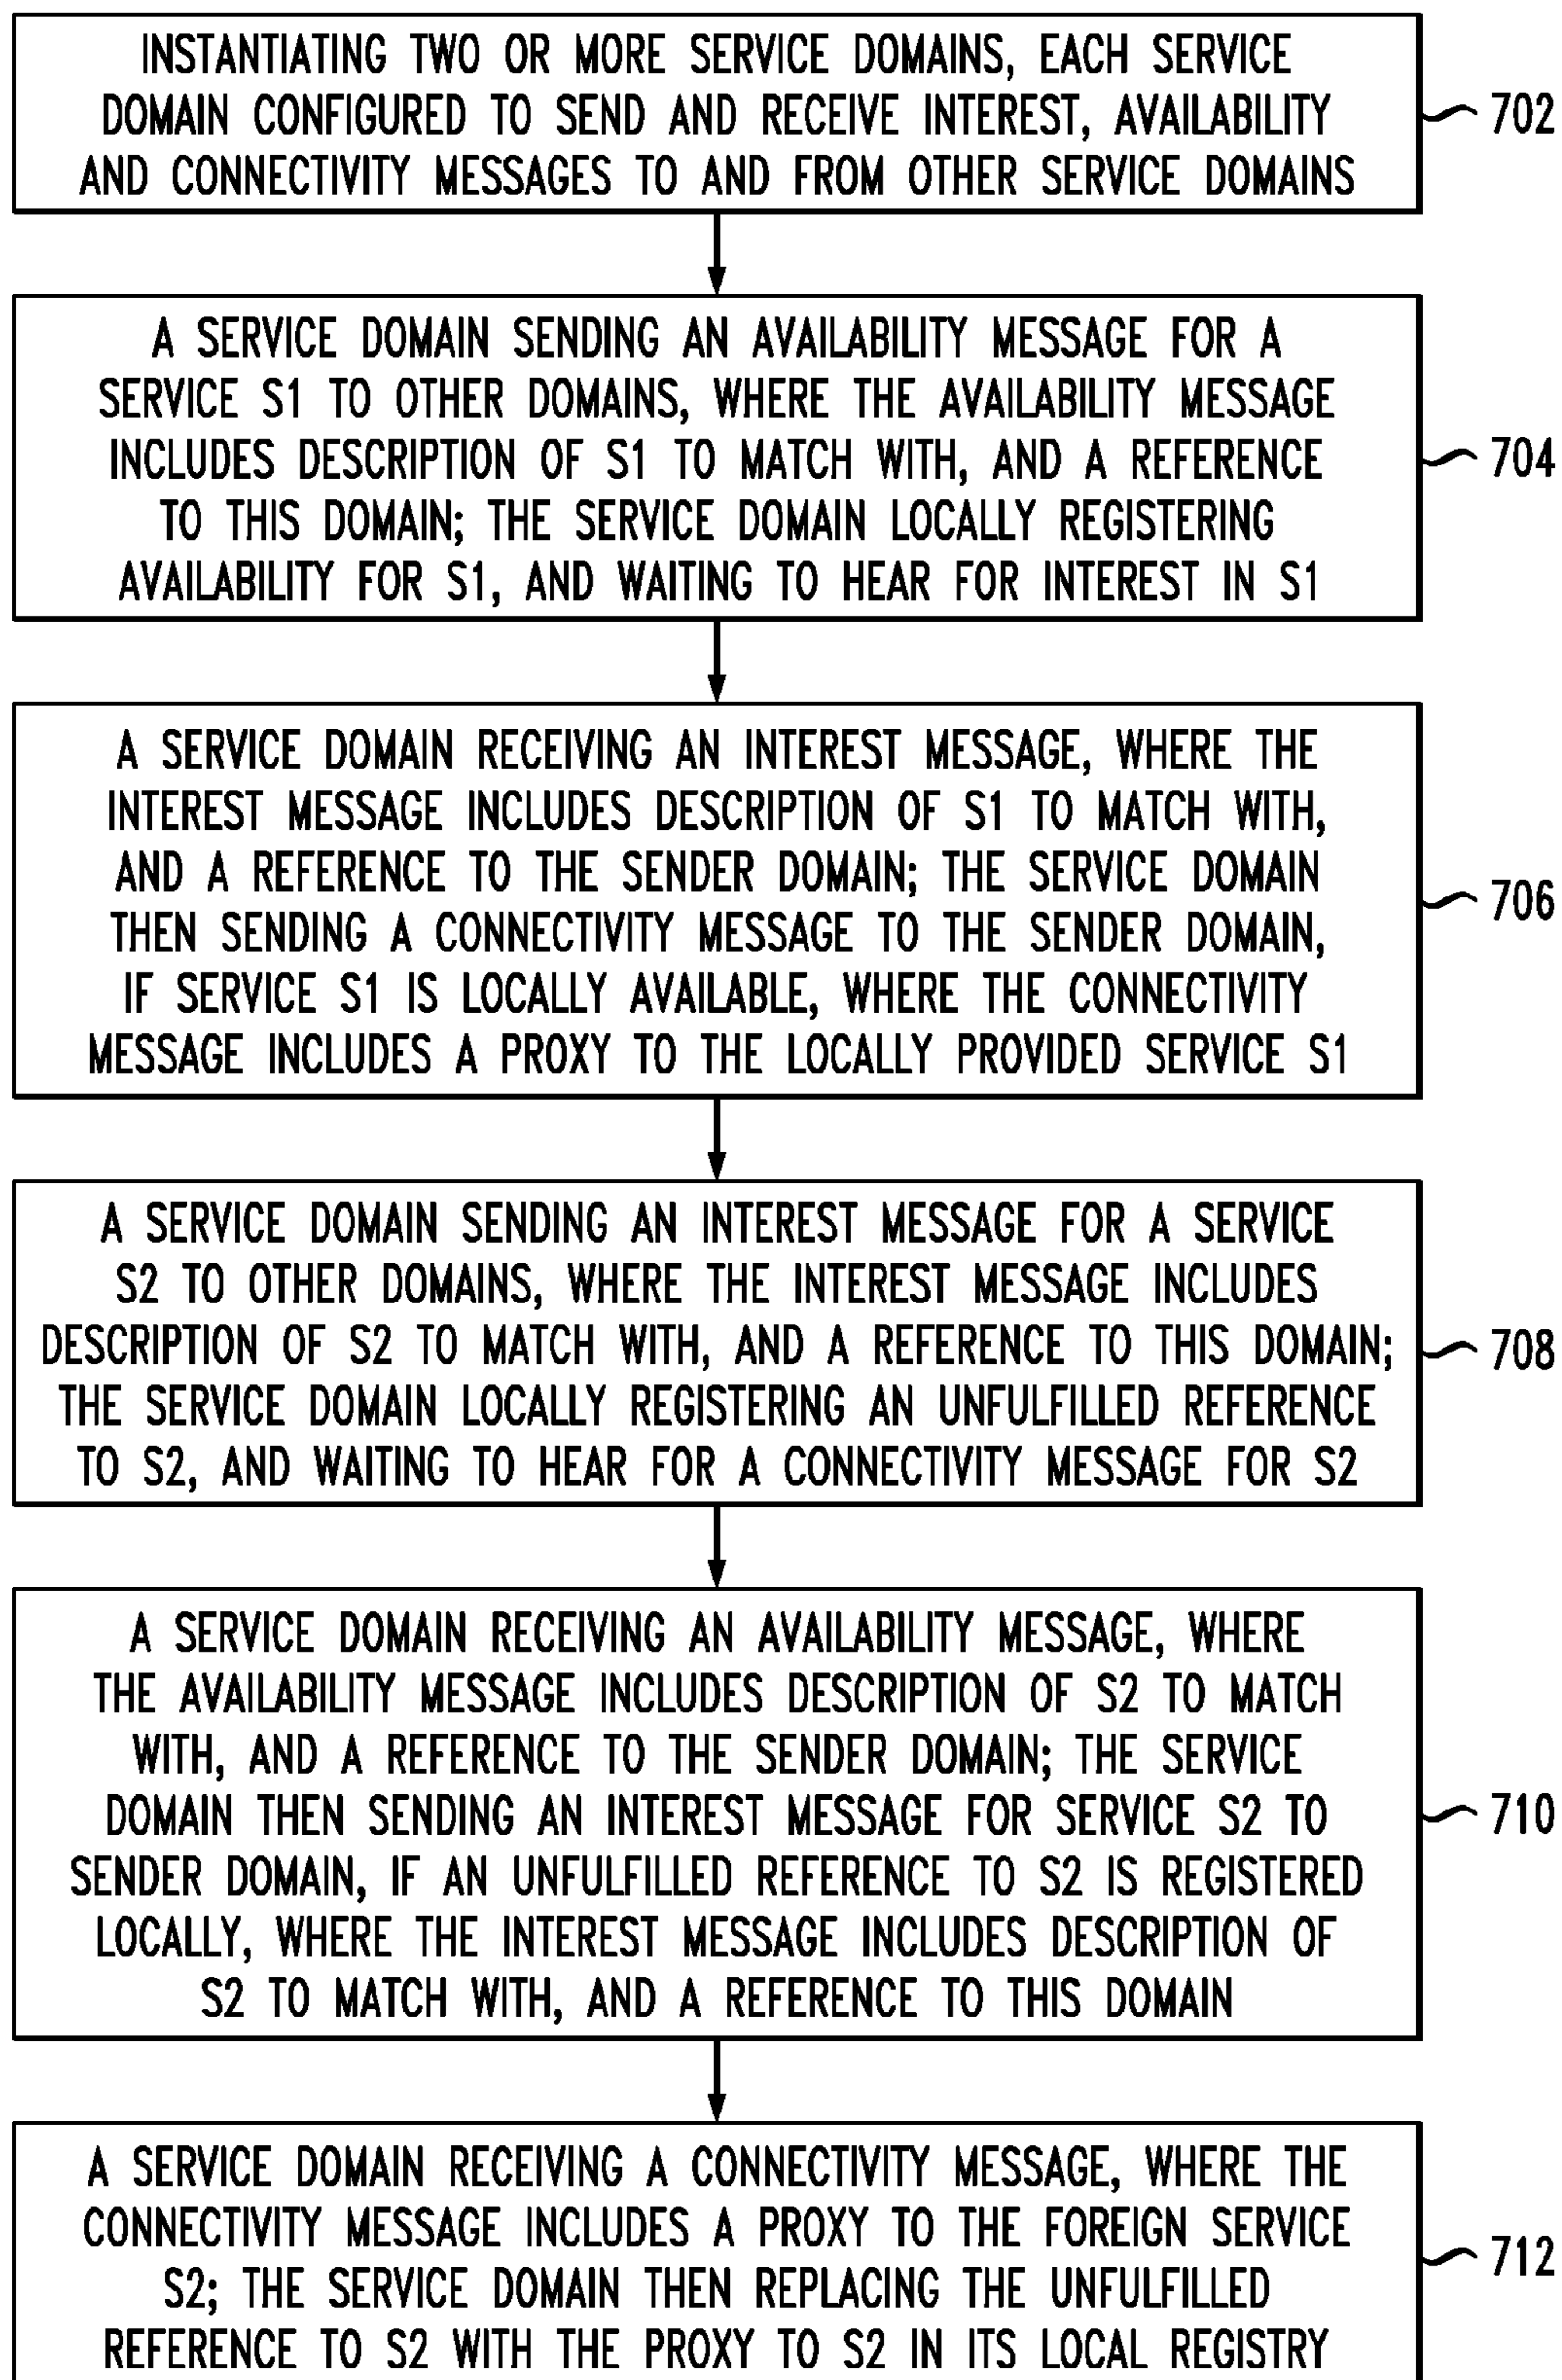 INSTANTIATING TWO OR MORE SERVICE DOMAINS, EACH SERVICE
DOMAIN CONFIGURED TO SEND AND RECEIVE INTEREST, AVAILABILITY
AND CONNECTIVITY MESSAGES TO AND FROM OTHER SERVICE DOMAINS
702
A SERVICE DOMAIN SENDING AN AVAILABILITY MESSAGE FOR A
SERVICE S1 TO OTHER DOMAINS, WHERE THE AVAILABILITY MESSAGE
INCLUDES DESCRIPTION OF S1 TO MATCH WITH, AND A REFERENCE
TO THIS DOMAIN; THE SERVICE DOMAIN LOCALLY REGISTERING
AVAILABILITY FOR S1, AND WAITING TO HEAR FOR INTEREST IN S1
704
A SERVICE DOMAIN RECEIVING AN INTEREST MESSAGE, WHERE THE
INTEREST MESSAGE INCLUDES DESCRIPTION OF S1 TO MATCH WITH,
AND A REFERENCE TO THE SENDER DOMAIN; THE SERVICE DOMAIN
THEN SENDING A CONNECTIVITY MESSAGE TO THE SENDER DOMAIN,
IF SERVICE S1 IS LOCALLY AVAILABLE, WHERE THE CONNECTIVITY
MESSAGE INCLUDES A PROXY TO THE LOCALLY PROVIDED SERVICE S1
706
A SERVICE DOMAIN SENDING AN INTEREST MESSAGE FOR A SERVICE
S2 TO OTHER DOMAINS, WHERE THE INTEREST MESSAGE INCLUDES
DESCRIPTION OF S2 TO MATCH WITH, AND A REFERENCE TO THIS DOMAIN;
THE SERVICE DOMAIN LOCALLY REGISTERING AN UNFULFILLED REFERENCE
TO S2, AND WAITING TO HEAR FOR A CONNECTIVITY MESSAGE FOR S2
708
A SERVICE DOMAIN RECEIVING AN AVAILABILITY MESSAGE, WHERE
THE AVAILABILITY MESSAGE INCLUDES DESCRIPTION OF S2 TO MATCH
WITH, AND A REFERENCE TO THE SENDER DOMAIN; THE SERVICE
DOMAIN THEN SENDING AN INTEREST MESSAGE FOR SERVICE S2 TO
SENDER DOMAIN, IF AN UNFULFILLED REFERENCE TO S2 IS REGISTERED
LOCALLY, WHERE THE INTEREST MESSAGE INCLUDES DESCRIPTION OF
S2 TO MATCH WITH, AND A REFERENCE TO THIS DOMAIN
710
A SERVICE DOMAIN RECEIVING A CONNECTIVITY MESSAGE, WHERE THE
CONNECTIVITY MESSAGE INCLUDES A PROXY TO THE FOREIGN SERVICE
S2; THE SERVICE DOMAIN THEN REPLACING THE UNFULFILLED
REFERENCE TO S2 WITH THE PROXY TO S2 IN ITS LOCAL REGISTRY
712